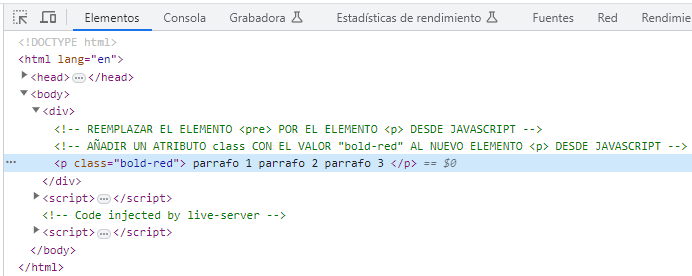 Elementos Consola Grabadora Estadísticas de rendimiento Fuentes Red Rendimie
<!DOCTYPE html>
<html lang="en">
<head> ••• </head>
<body>
<div>
<!-- REEMPLAZAR EL ELEMENTO <pre> POR EL ELEMENTO <p> DESDE JAVASCRIPT -->
<!-- AÑADIR UN ATRIBUTO class CON EL VALOR "bold-red" AL NUEVO ELEMENTO <p> DESDE JAVASCRIPT -->
••• <p class="bold-red"> parrafo 1 parrafo 2 parrafo 3 </p> == $0
</div>
<script> ••• </script>
<!-- Code injected by live-server -->
<script> ••• </script>
</body>
</html>